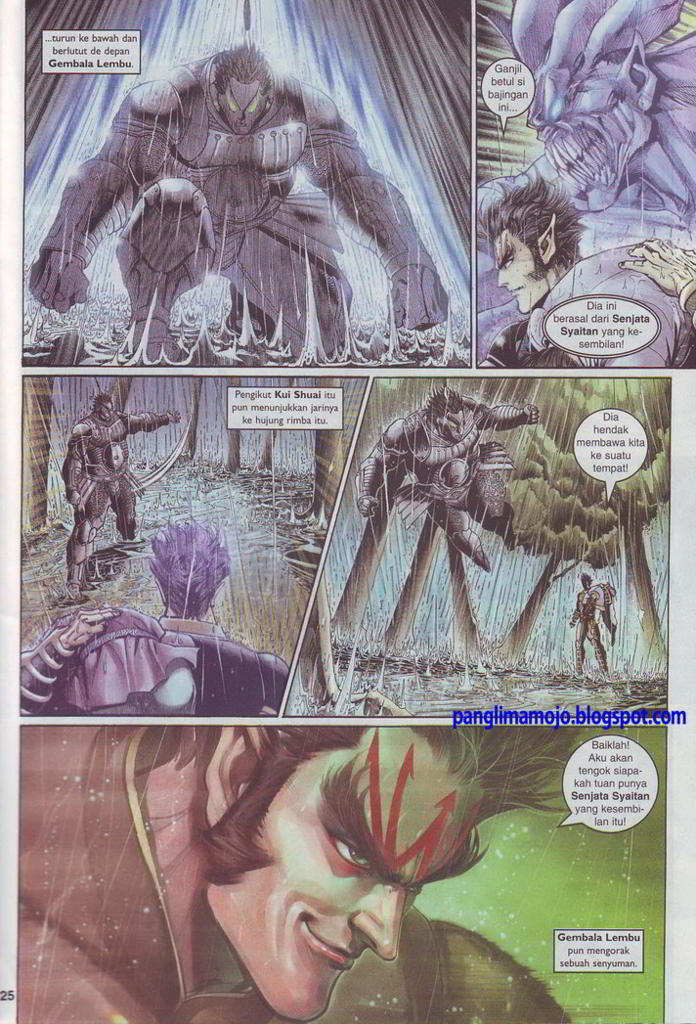 ...turun ke bawah dan
berlutut de depan
Gembala Lembu.
Ganjil
betul si
bajingan
ini...
Dia ini
berasal dari Senjata
Syaitan yang ke-
sembilan!
Pengikut Kui Shuai itu
pun menunjukkan jarinya
ke hujung rimba itu.
Dia
hendak
membawa kita
ke suatu
tempat!
panglimamojo.blogspot.com
Baiklah!
Aku akan
tengok siapa-
kah tuan punya
Senjata Syaitan
yang kesembi-
lan itu!
Gembala Lembu
pun mengorak
sebuah senyuman.
25